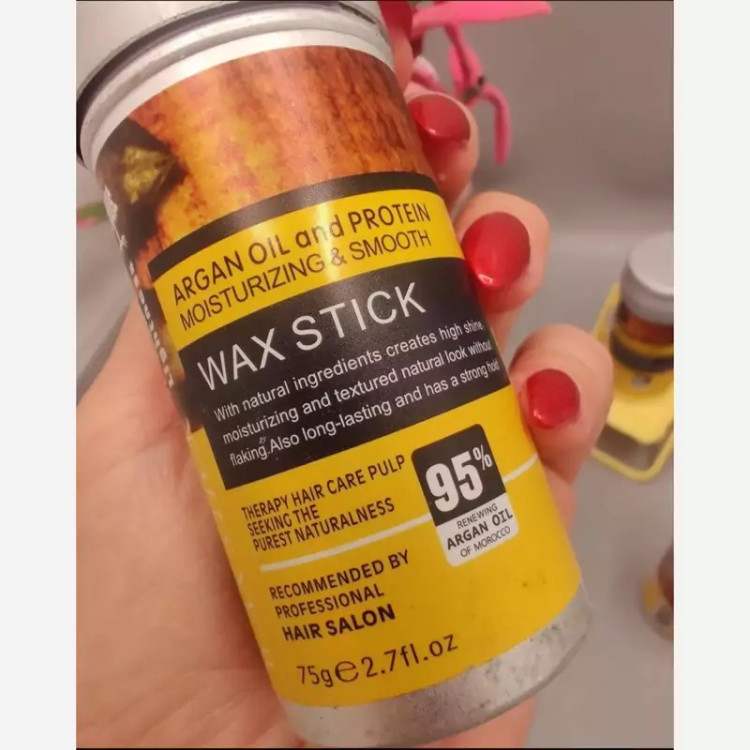 ARGAN OIL and PROTEIN
MOISTURIZING & SMOOTH
WAX STICK
With natural ingredients creates high shine,
moisturizing and textured natural look without
flaking.Also long-lasting and has a strong hold
THERAPY HAIR CARE PULP
SEEKING THE
PUREST NATURALNESS
95%
RENEWING
ARGAN OIL
OF MOROCCO
RECOMMENDED BY
PROFESSIONAL
HAIR SALON
75g℮2.7fl.oz